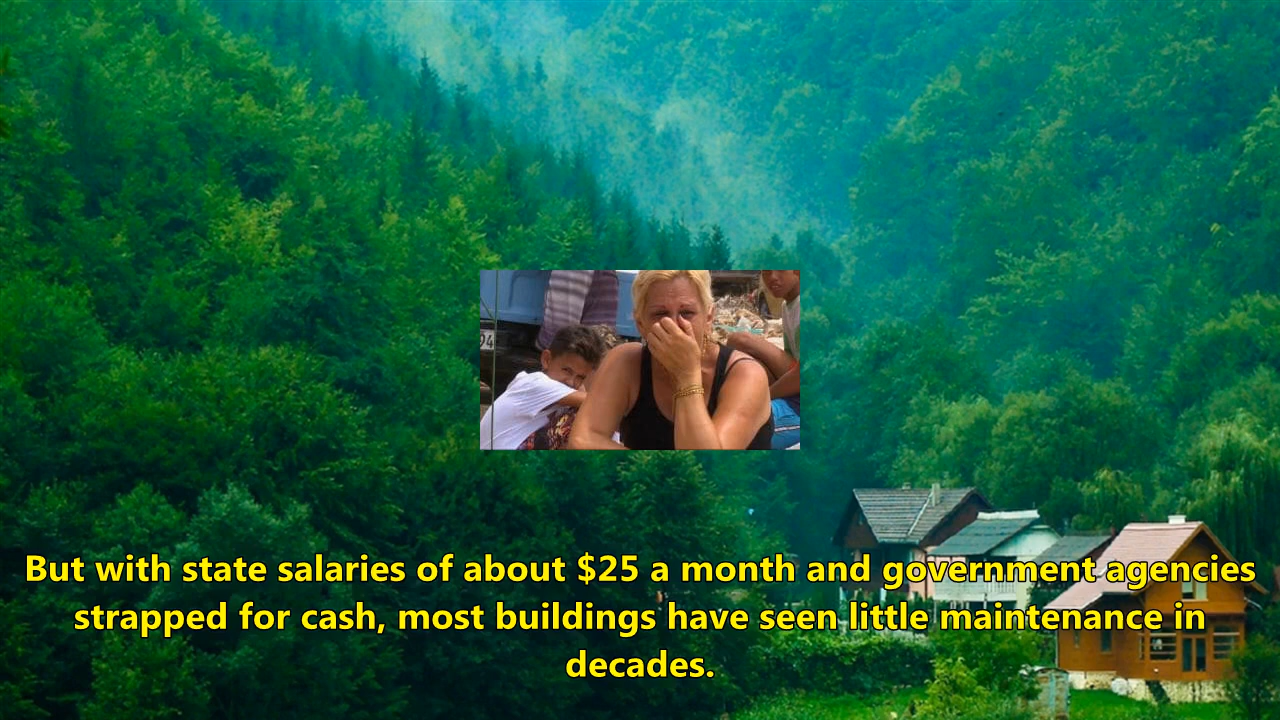 94
But with state salaries of about $25 a month and government agencies
strapped for cash, most buildings have seen little maintenance in
decades.